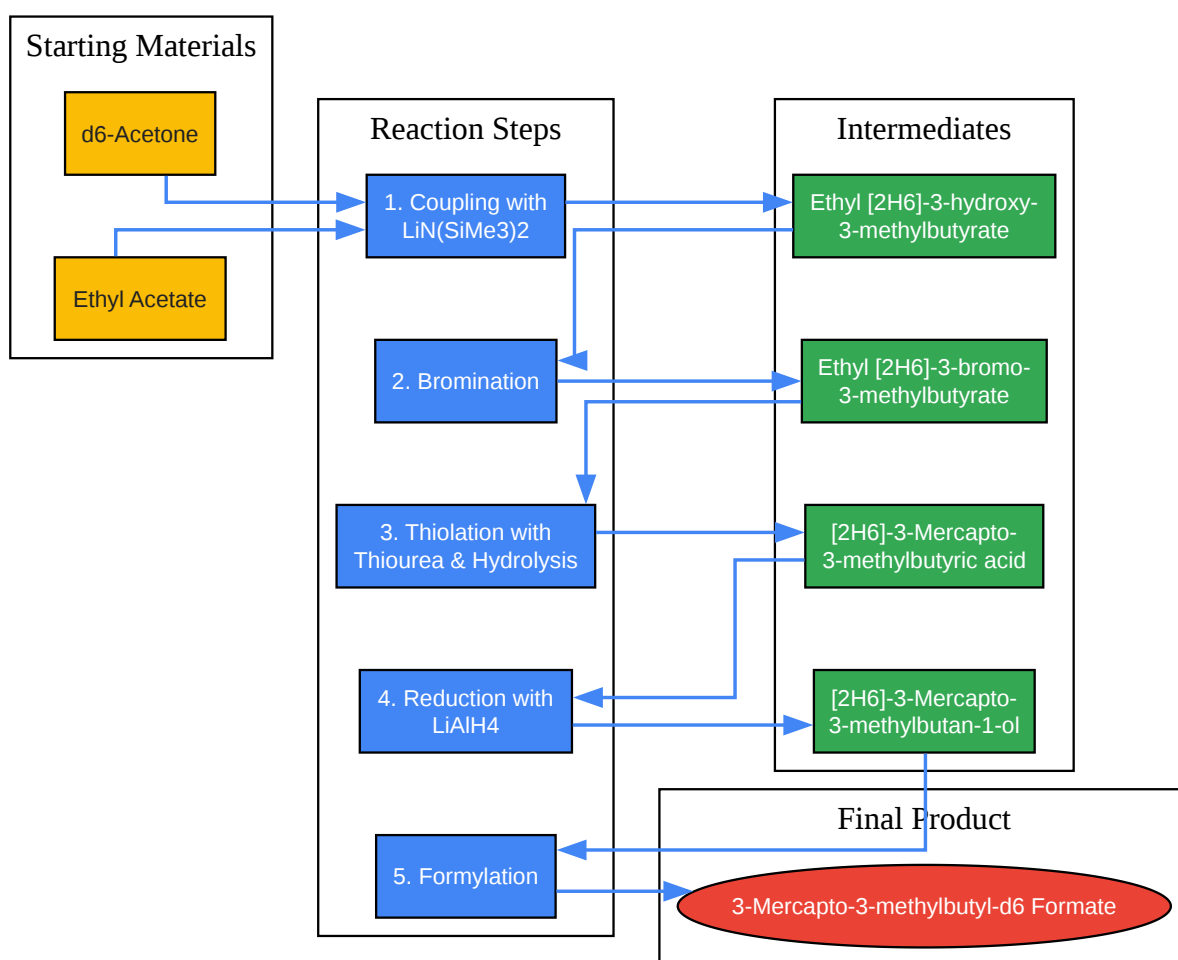 Starting Materials
d6-Acetone
Ethyl Acetate
Reaction Steps
1. Coupling with
LiN(SiMe3)2
2. Bromination
3. Thiolation with
Thiourea & Hydrolysis
4. Reduction with
LiAlH4
5. Formylation
Intermediates
Ethyl [2H6]-3-hydroxy-
3-methylbutyrate
Ethyl [2H6]-3-bromo-
3-methylbutyrate
[2H6]-3-Mercapto-
3-methylbutyric acid
[2H6]-3-Mercapto-
3-methylbutan-1-ol
Final Product
3-Mercapto-3-methylbutyl-d6 Formate